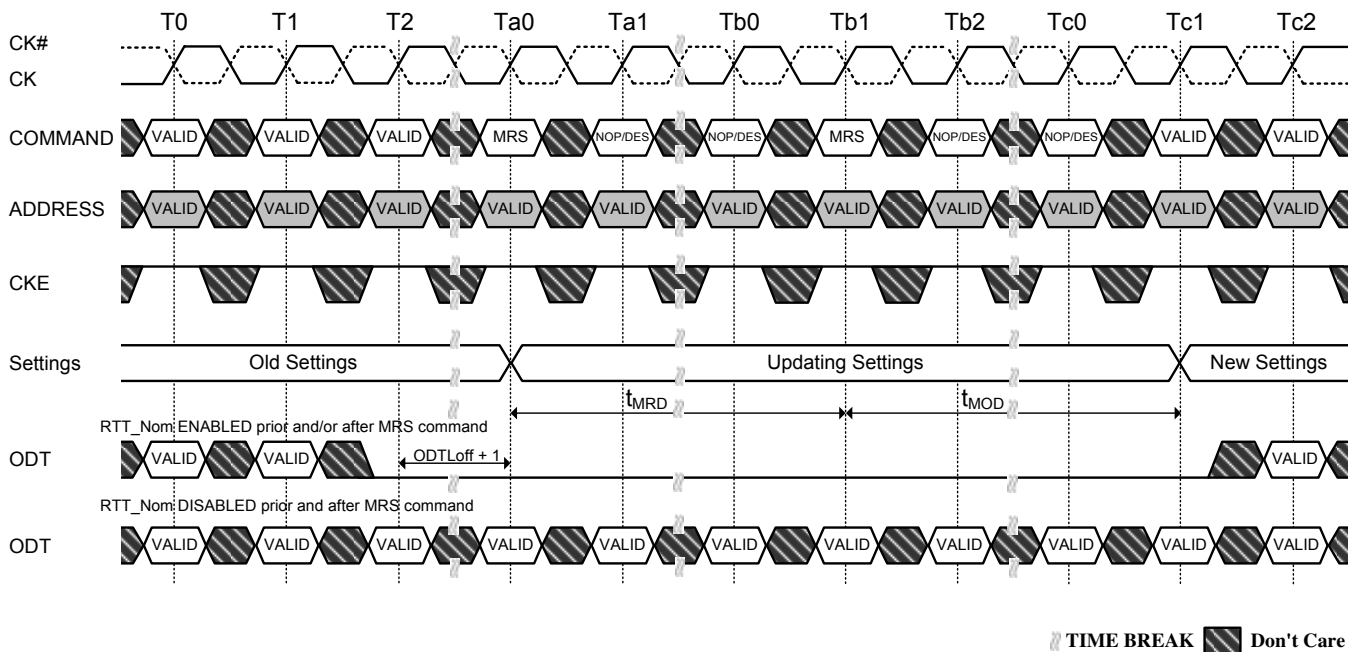 T0 T1 T2 Ta0 Ta1 Tb0 Tb1 Tb2 Tc0 Tc1 Tc2
CK#
CK
COMMAND VALID VALID VALID MRS NOP/DES NOP/DES MRS NOP/DES NOP/DES VALID VALID
ADDRESS VALID VALID VALID VALID VALID VALID VALID VALID VALID VALID VALID
CKE
Settings Old Settings Updating Settings New Settings
tMRD tMOD
RTT_Nom ENABLED prior and/or after MRS command
ODT VALID VALID ODTLoff + 1 VALID
RTT_Nom DISABLED prior and after MRS command
ODT VALID VALID VALID VALID VALID VALID VALID VALID VALID VALID VALID
TIME BREAK Don't Care